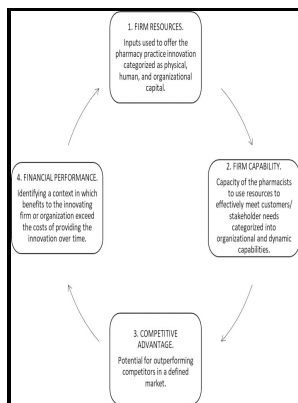 1. FIRM RESOURCES.
Inputs used to offer the
pharmacy practice innovation
categorized as physical,
human, and organizational
capital.
2. FIRM CAPABILITY.
Capacity of the pharmacists
to use resources to
effectively meet customers/
stakeholder needs
categorized into
organizational and dynamic
capabilities.
3. COMPETITIVE
ADVANTAGE.
Potential for outperforming
competitors in a defined
market.
4. FINANCIAL PERFORMANCE.
Identifying a context in which
benefits to the innovating
firm or organization exceed
the costs of providing the
innovation over time.